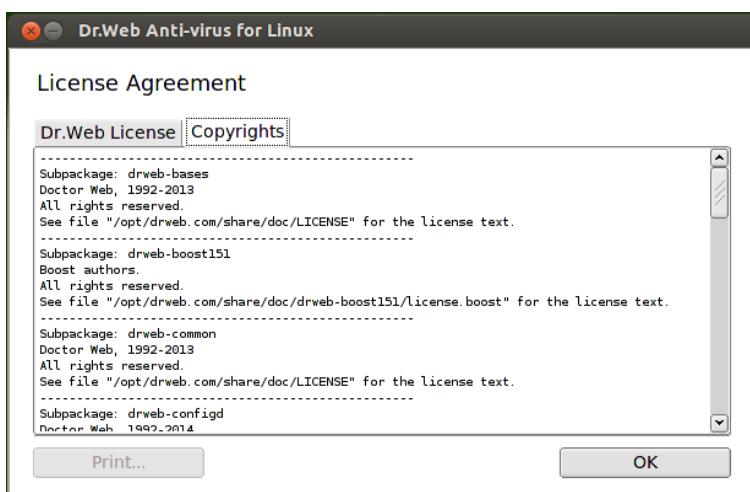 Dr.Web Anti-virus for Linux
License Agreement
Dr.Web License
Copyrights
-----------------------------------------------
Subpackage: drweb-bases
Doctor Web, 1992-2013
All rights reserved.
See file "/opt/drweb.com/share/doc/LICENSE" for the license text.
-----------------------------------------------
Subpackage: drweb-boost151
Boost authors.
All rights reserved.
See file "/opt/drweb.com/share/doc/drweb-boost151/license.boost" for the license text.
-----------------------------------------------
Subpackage: drweb-common
Doctor Web, 1992-2013
All rights reserved.
See file "/opt/drweb.com/share/doc/LICENSE" for the license text.
-----------------------------------------------
Subpackage: drweb-configd
Doctor Web, 1992-2014
Print...
OK